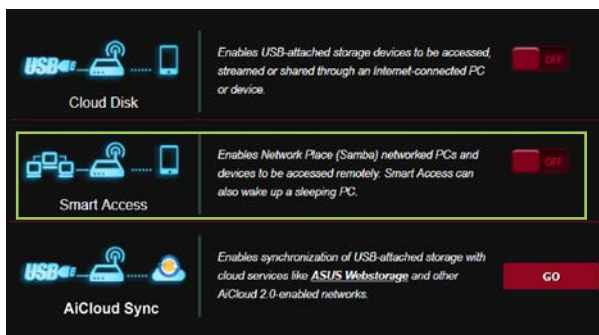 USB
Cloud Disk
Enables USB-attached storage devices to be accessed,
streamed or shared through an Internet-connected PC
or device.
OFF
Smart Access
Enables Network Place (Samba) networked PCs and
devices to be accessed remotely. Smart Access can
also wake up a sleeping PC.
OFF
USB
AiCloud Sync
Enables synchronization of USB-attached storage with
cloud services like ASUS Webstorage and other
AiCloud 2.0-enabled networks.
GO